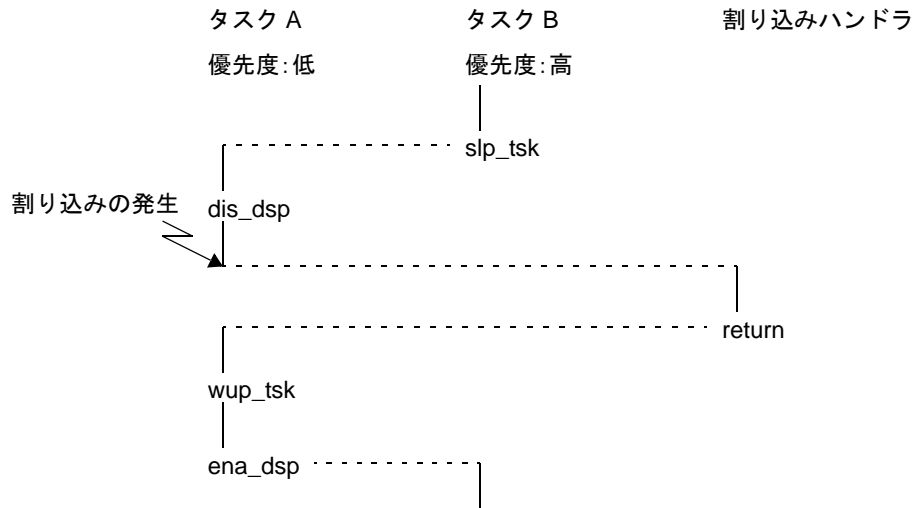 タスク A タスク B 割り込みハンドラ
優先度:低 優先度:高
slp_tsk
割り込みの発生 dis_dsp
return
wup_tsk
ena_dsp